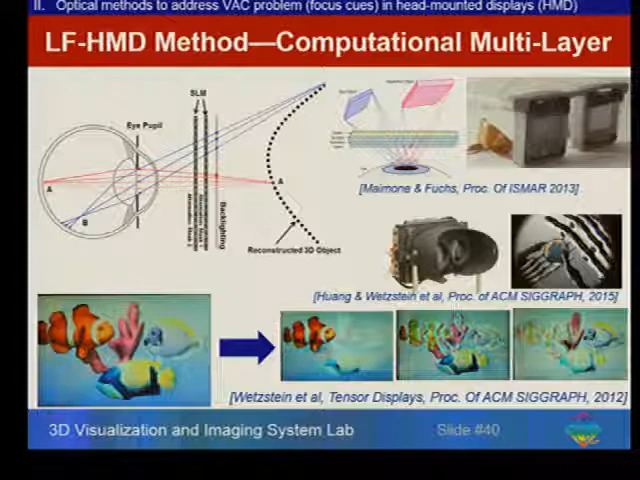 II. Optical methods to address VAC problem (focus cues) in head-mounted displays (HMD)
LF-HMD Method—Computational Multi-Layer
SLM
Eye Pupil
A
B
A
Backlighting
Reconstructed 3D Object
[Maimone & Fuchs, Proc. Of ISMAR 2013]
[Huang & Wetzstein et al, Proc. of ACM SIGGRAPH, 2015]
[Wetzstein et al, Tensor Displays, Proc. Of ACM SIGGRAPH, 2012]
3D Visualization and Imaging System Lab
Slide #40